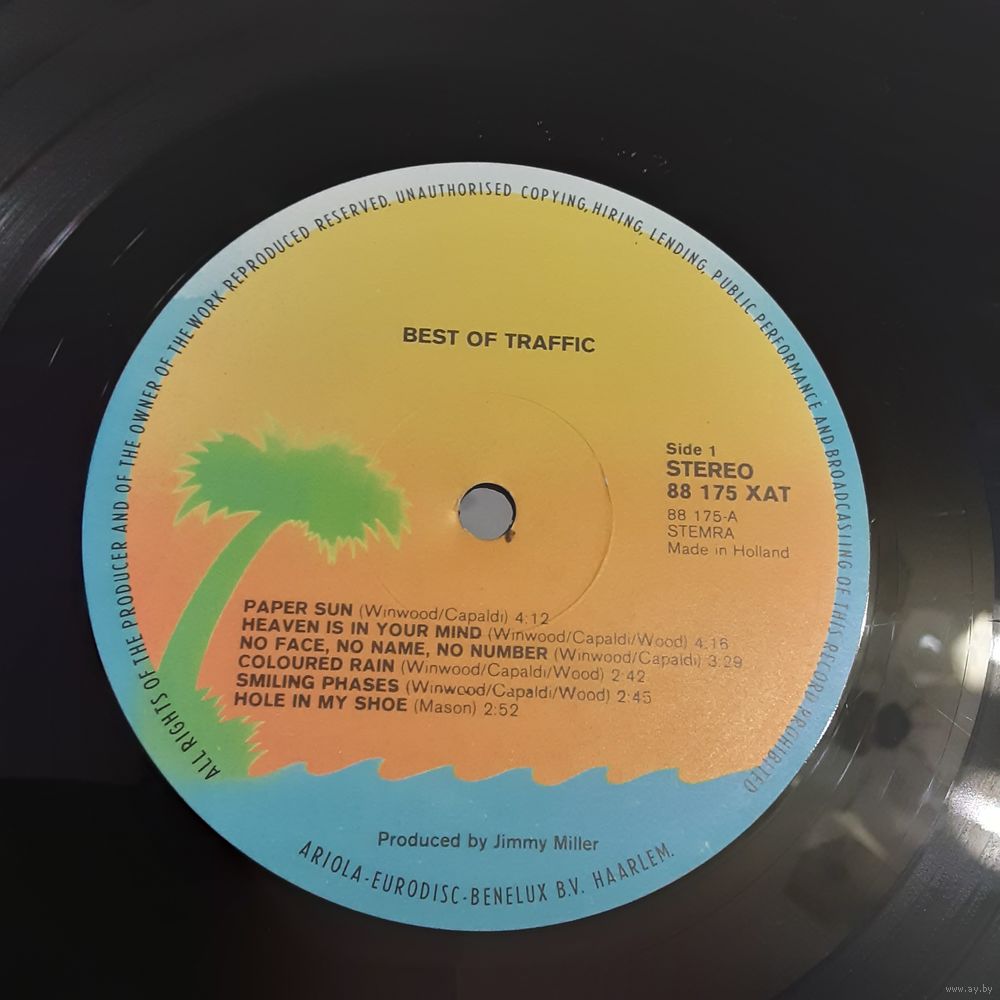 ALL RIGHTS OF THE PRODUCER AND OF THE OWNER OF THE WORK REPRODUCED RESERVED. UNAUTHORISED COPYING, HIRING, LENDING, PUBLIC PERFORMANCE AND BROADCASTING OF THIS RECORD PROHIBITED
BEST OF TRAFFIC
Side 1
STEREO
88 175 XAT
88 175-A
STEMRA
Made in Holland
PAPER SUN (Winwood/Capaldi) 4:12
HEAVEN IS IN YOUR MIND (Winwood/Capaldi/Wood) 4:16
NO FACE, NO NAME, NO NUMBER (Winwood/Capaldi) 3:29
COLOURED RAIN (Winwood/Capaldi/Wood) 2:42
SMILING PHASES (Winwood/Capaldi/Wood) 2:45
HOLE IN MY SHOE (Mason) 2:52
Produced by Jimmy Miller
ARIOLA-EURODISC-BENELUX B.V. HAARLEM.
www.ay.by